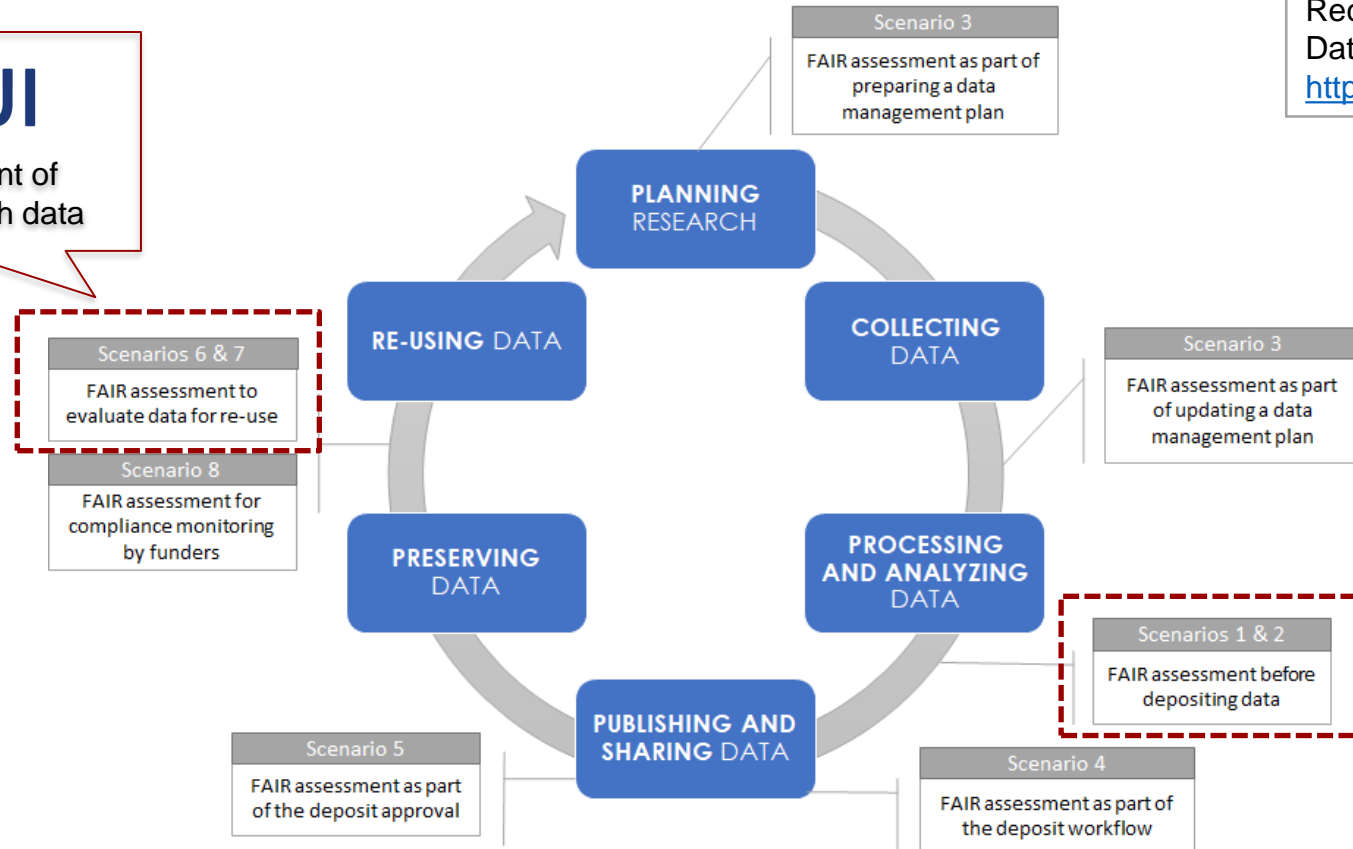 Scenario 3
FAIR assessment as part of
preparing a data
management plan
UI
nt of
h data
Rec
Dat
http
PLANNING
RESEARCH
COLLECTING
DATA
Scenario 3
FAIR assessment as part
of updating a data
management plan
PROCESSING
AND ANALYZING
DATA
Scenarios 1 & 2
FAIR assessment before
depositing data
PUBLISHING AND
SHARING DATA
Scenario 4
FAIR assessment as part of
the deposit workflow
Scenario 5
FAIR assessment as part
of the deposit approval
PRESERVING
DATA
RE-USING DATA
Scenarios 6 & 7
FAIR assessment to
evaluate data for re-use
Scenario 8
FAIR assessment for
compliance monitoring
by funders